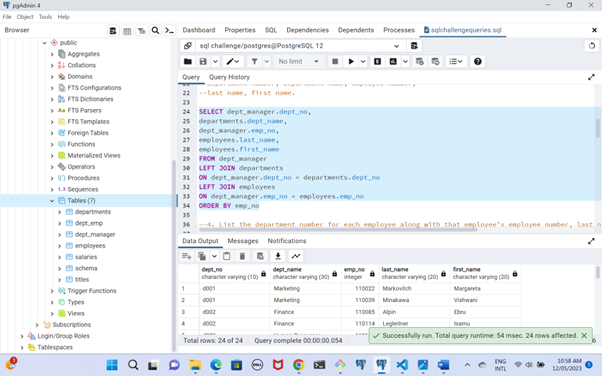 pgAdmin 4
File Object Tools Help
Browser
Dashboard Properties SQL Dependencies Dependents Processes sqlchallengequeries.sql
sql challenge/postgres@PostgreSQL 12
No limit
Query Query History
public
Aggregates
Collations
Domains
FTS Configurations
FTS Dictionaries
FTS Parsers
FTS Templates
Foreign Tables
Functions
Materialized Views
Operators
Procedures
1..3 Sequences
Tables (7)
departments
dept_emp
dept_manager
employees
salaries
schema
titles
Trigger Functions
Types
Views
Subscriptions
Login/Group Roles
Tablespaces
22
23 --last name, first name.
24 SELECT dept_manager.dept_no,
25 departments.dept_name,
26 dept_manager.emp_no,
27 employees.last_name,
28 employees.first_name
29 FROM dept_manager
30 LEFT JOIN departments
31 ON dept_manager.dept_no = departments.dept_no
32 LEFT JOIN employees
33 ON dept_manager.emp_no = employees.emp_no
34 ORDER BY emp_no
35
36 --4. List the department number for each employee along with that employee's employee number, last
Data Output Messages Notifications
dept_no dept_name emp_no last_name first_name
character varying (10) character varying (30) integer character varying (20) character varying (20)
1 d001 Marketing 110022 Markovitch Margareta
2 d001 Marketing 110039 Minakawa Vishwani
3 d002 Finance 110085 Alpin Ebru
4 d002 Finance 110114 Legleitner Isamu
Total rows: 24 of 24 Query complete 00:00:00.054
Successfully run. Total query runtime: 54 msec. 24 rows affected.
ENG
INTL
10:58 AM
12/05/2023